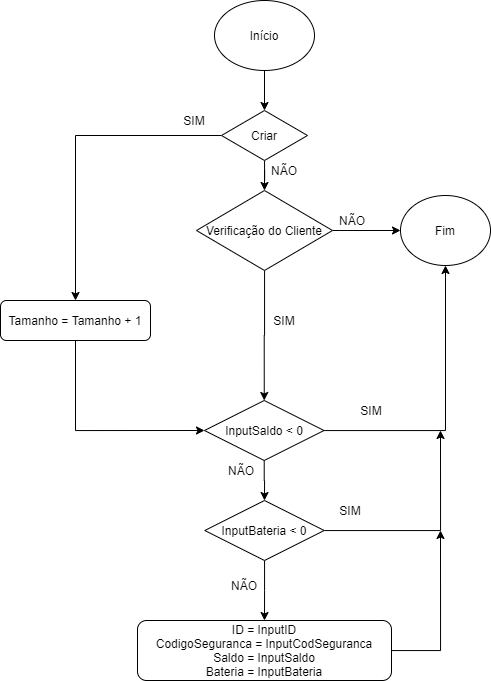 Início
SIM
Criar
NÃO
Verificação do Cliente
NÃO
Fim
Tamanho = Tamanho + 1
SIM
InputSaldo < 0
SIM
NÃO
InputBateria < 0
SIM
NÃO
ID = InputID
CodigoSeguranca = InputCodSeguranca
Saldo = InputSaldo
Bateria = InputBateria